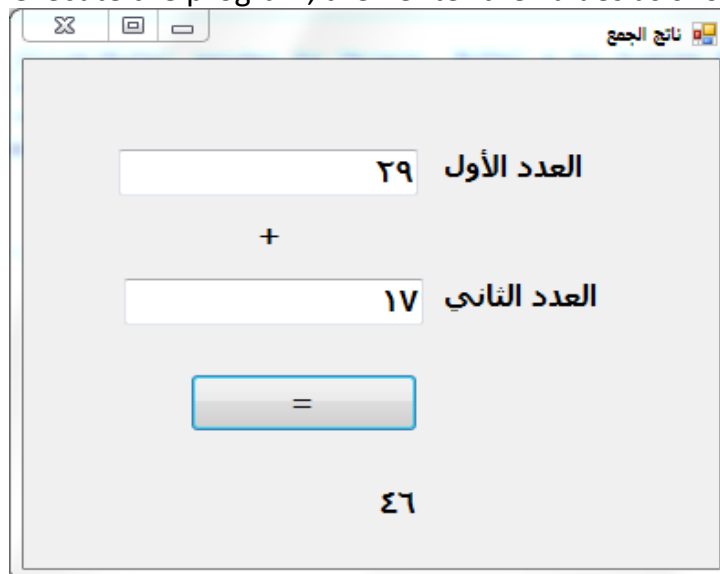 ناتج الجمع
العدد الأول ٢٩
+
العدد الثاني ١٧
=
٤٦